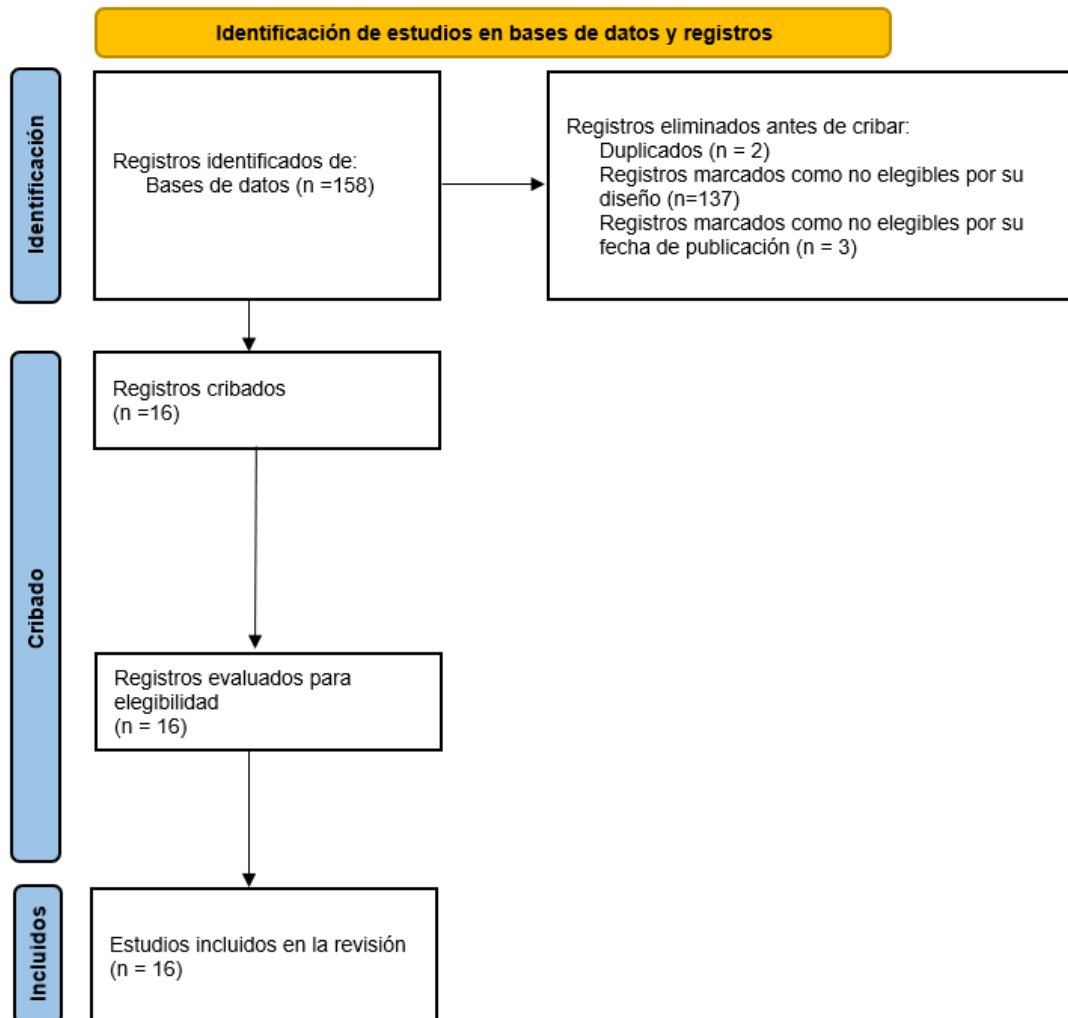 Identificación de estudios en bases de datos y registros
Identificación
Registros identificados de:
Bases de datos (n =158)
Registros eliminados antes de cribar:
Duplicados (n = 2)
Registros marcados como no elegibles por su
diseño (n=137)
Registros marcados como no elegibles por su
fecha de publicación (n = 3)
Cribado
Registros cribados
(n =16)
Registros evaluados para
elegibilidad
(n = 16)
Incluidos
Estudios incluidos en la revisión
(n = 16)